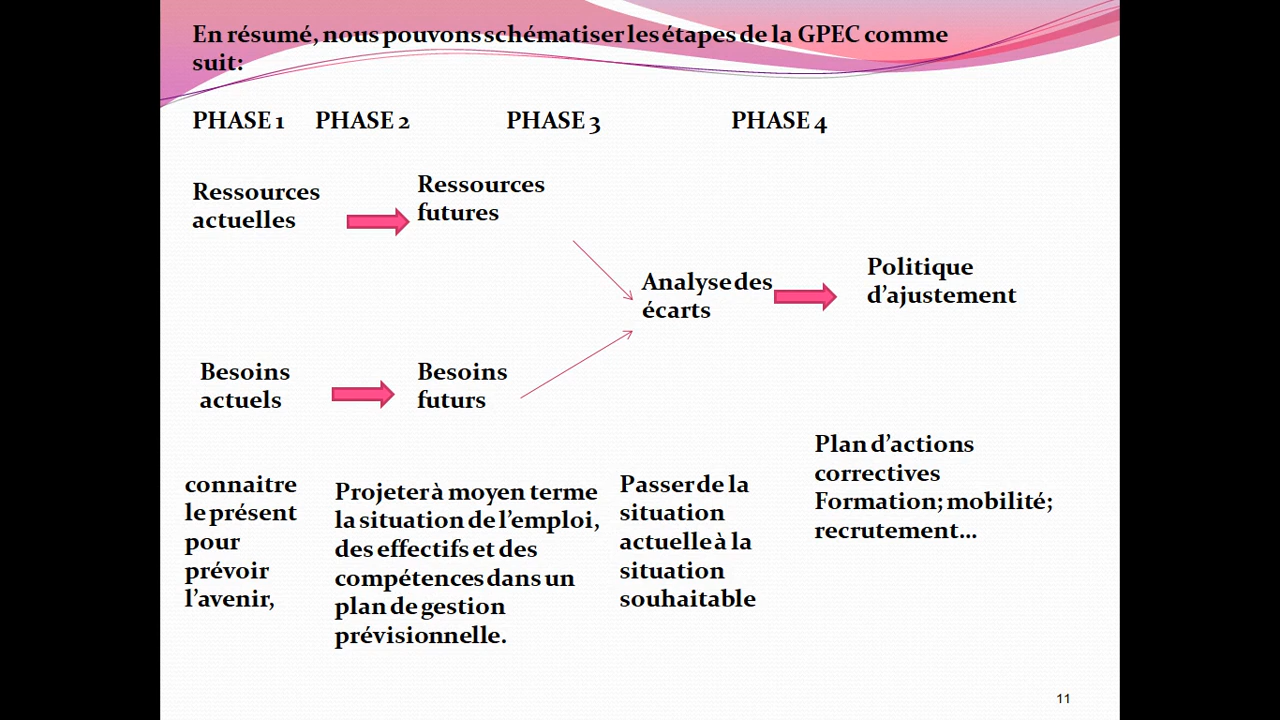 En résumé, nous pouvons schématiser les étapes de la GPEC comme
suit:
PHASE 1 PHASE 2 PHASE 3 PHASE 4
Ressources
actuelles
Ressources
futures
Analyse des
écarts
Politique
d’ajustement
Besoins
actuels
Besoins
futurs
connaitre
le présent
pour
prévoir
l’avenir,
Projeter à moyen terme
la situation de l’emploi,
des effectifs et des
compétences dans un
plan de gestion
prévisionnelle.
Passer de la
situation
actuelle à la
situation
souhaitable
Plan d’actions
correctives
Formation; mobilité;
recrutement…
11